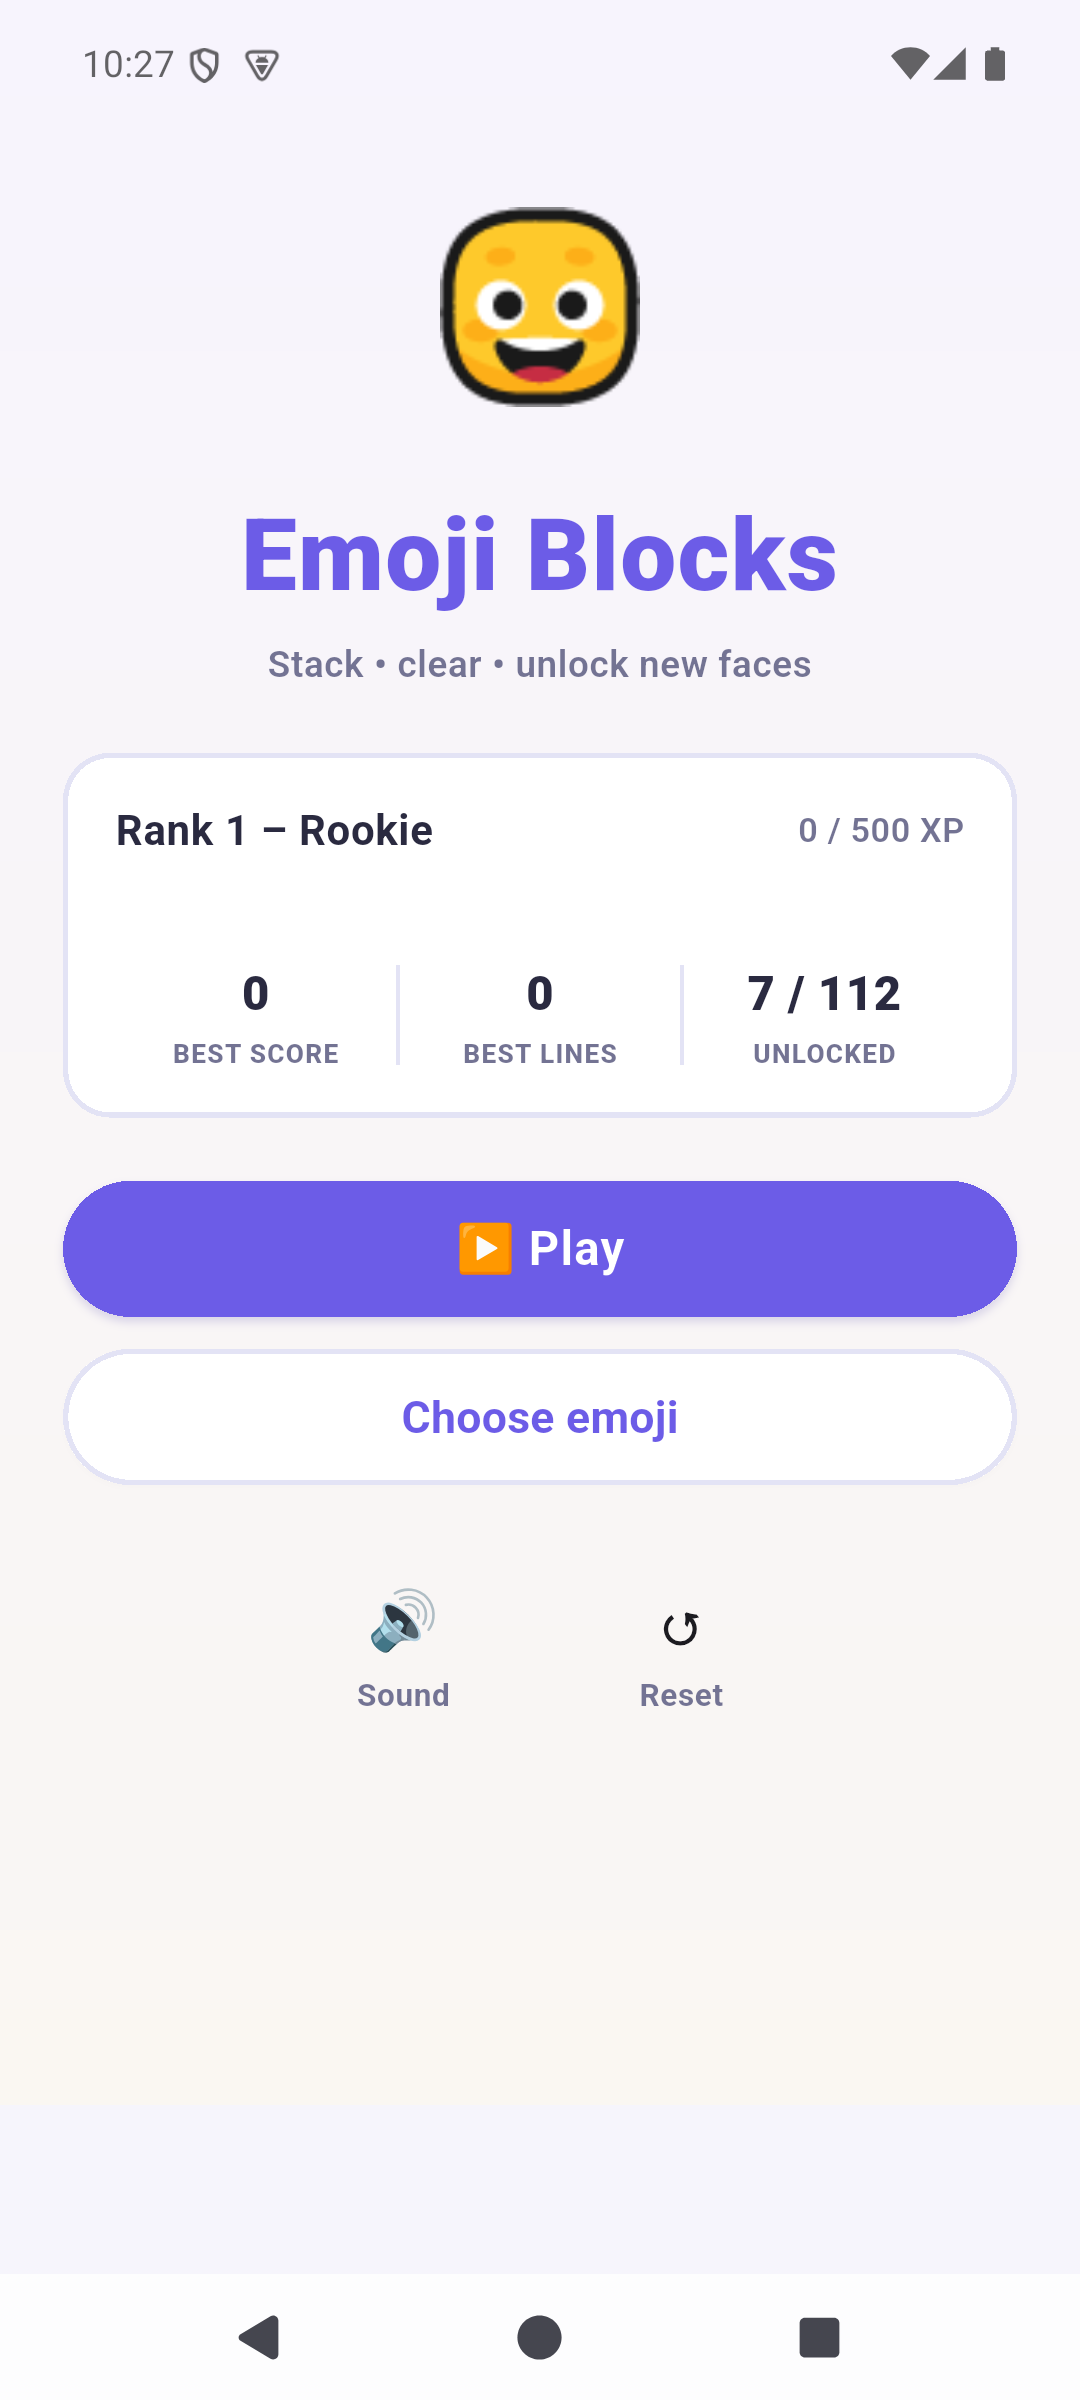 10:27
Emoji Blocks
Stack • clear • unlock new faces
Rank 1 – Rookie
0 / 500 XP
0
0
7 / 112
BEST SCORE
BEST LINES
UNLOCKED
▶️ Play
Choose emoji
Sound
Reset